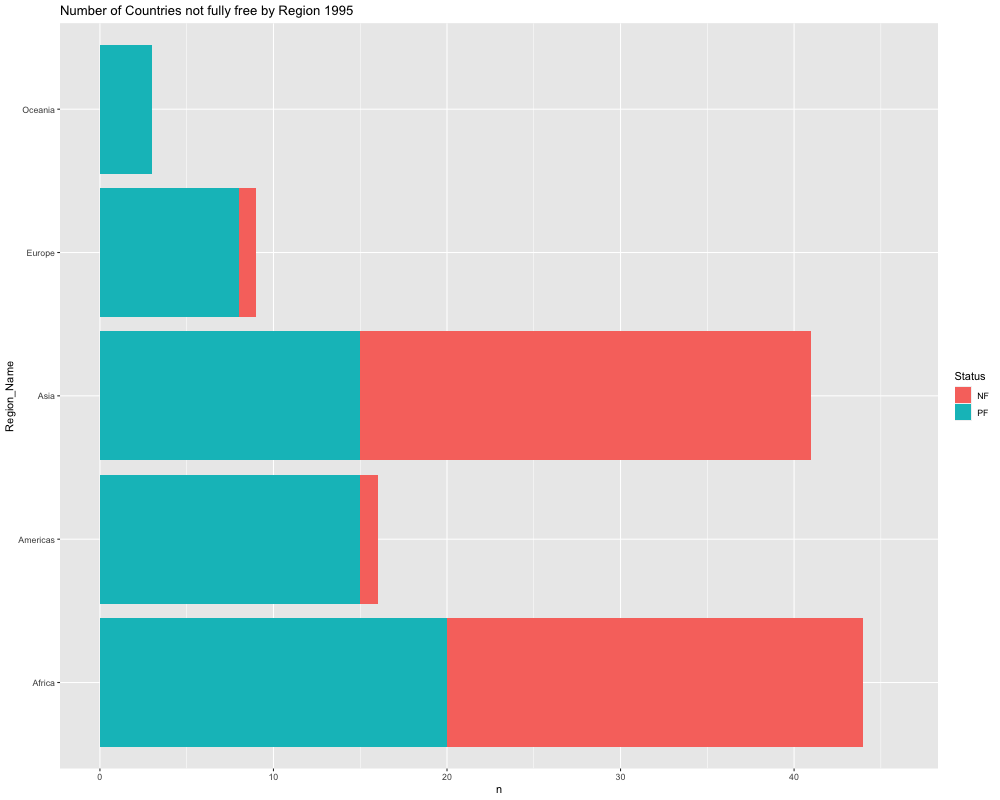 Number of Countries not fully free by Region 1995
Region_Name
Oceania
Europe
Asia
Americas
Africa
0 10 20 30 40
n
Status
NF
PF